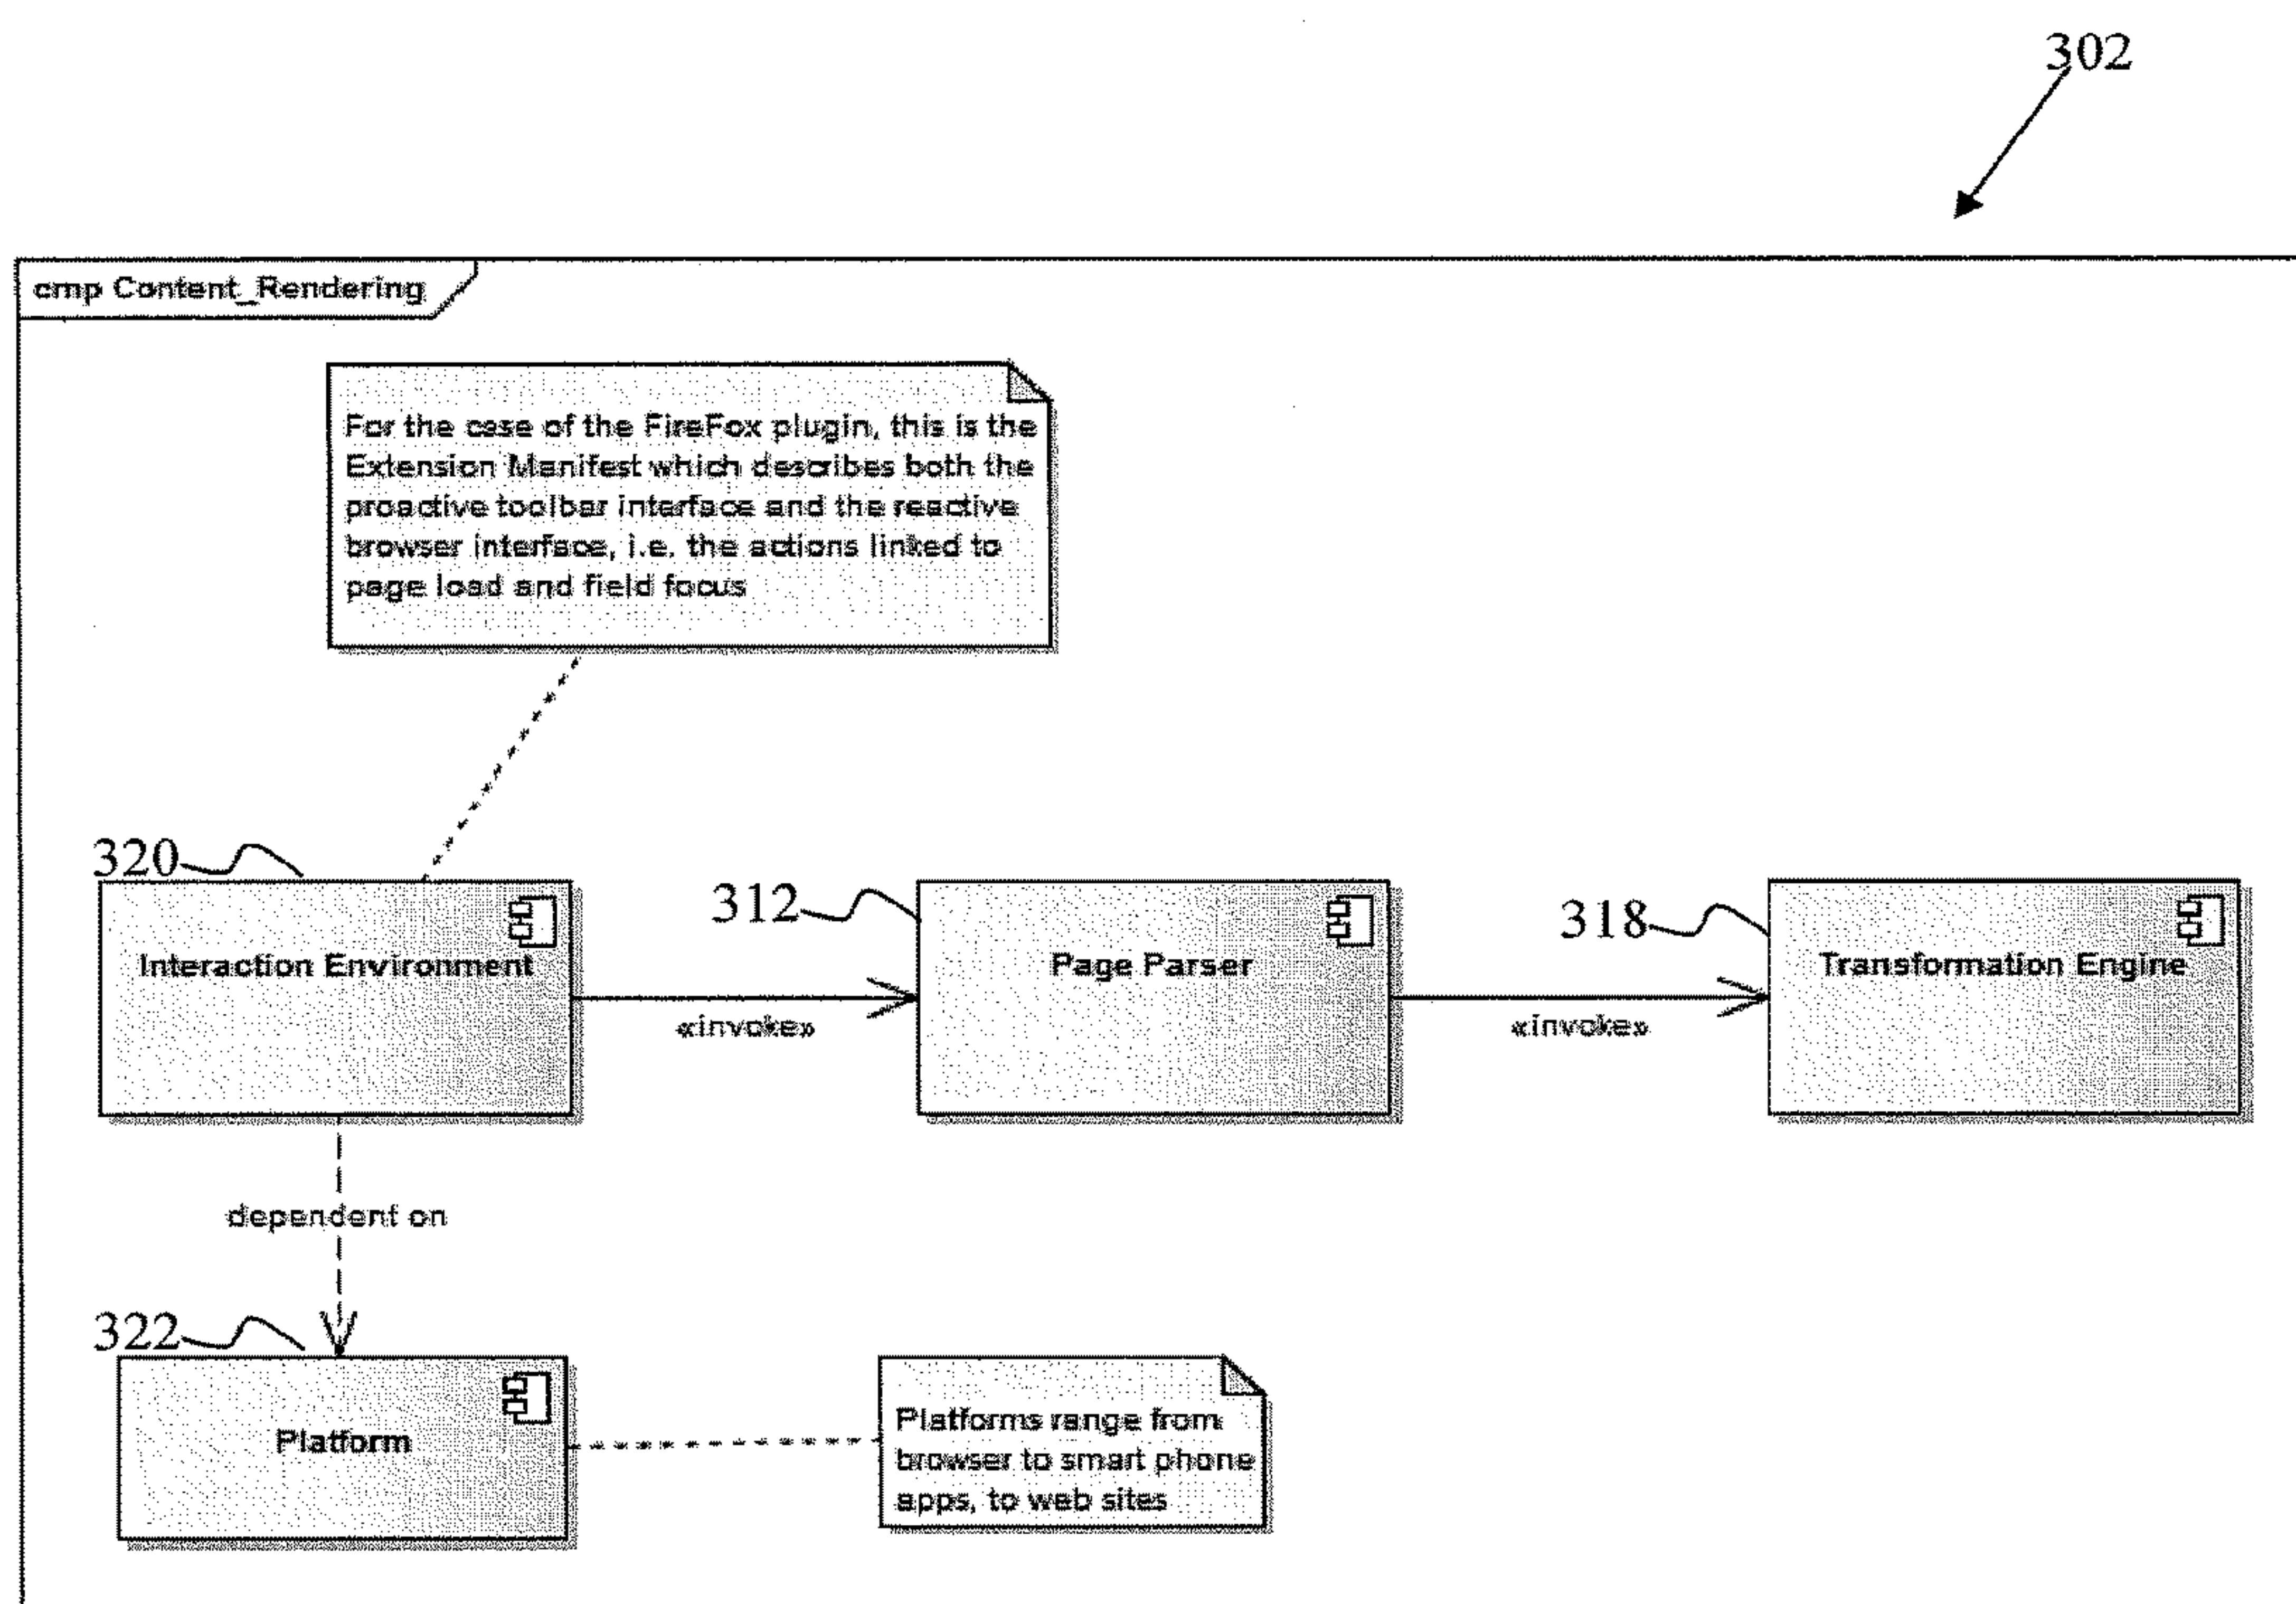 302
cmp Content_Rendering
For the case of the FireFox plugin, this is the
Extension Manifest which describes both the
proactive toolbar interface and the reactive
browser interface, i.e. the actions linked to
page load and field focus
320
Interaction Environment
312
Page Parser
318
Transformation Engine
«invoke»
«invoke»
dependent on
322
Platform
Platforms range from
browser to smart phone
apps, to web sites